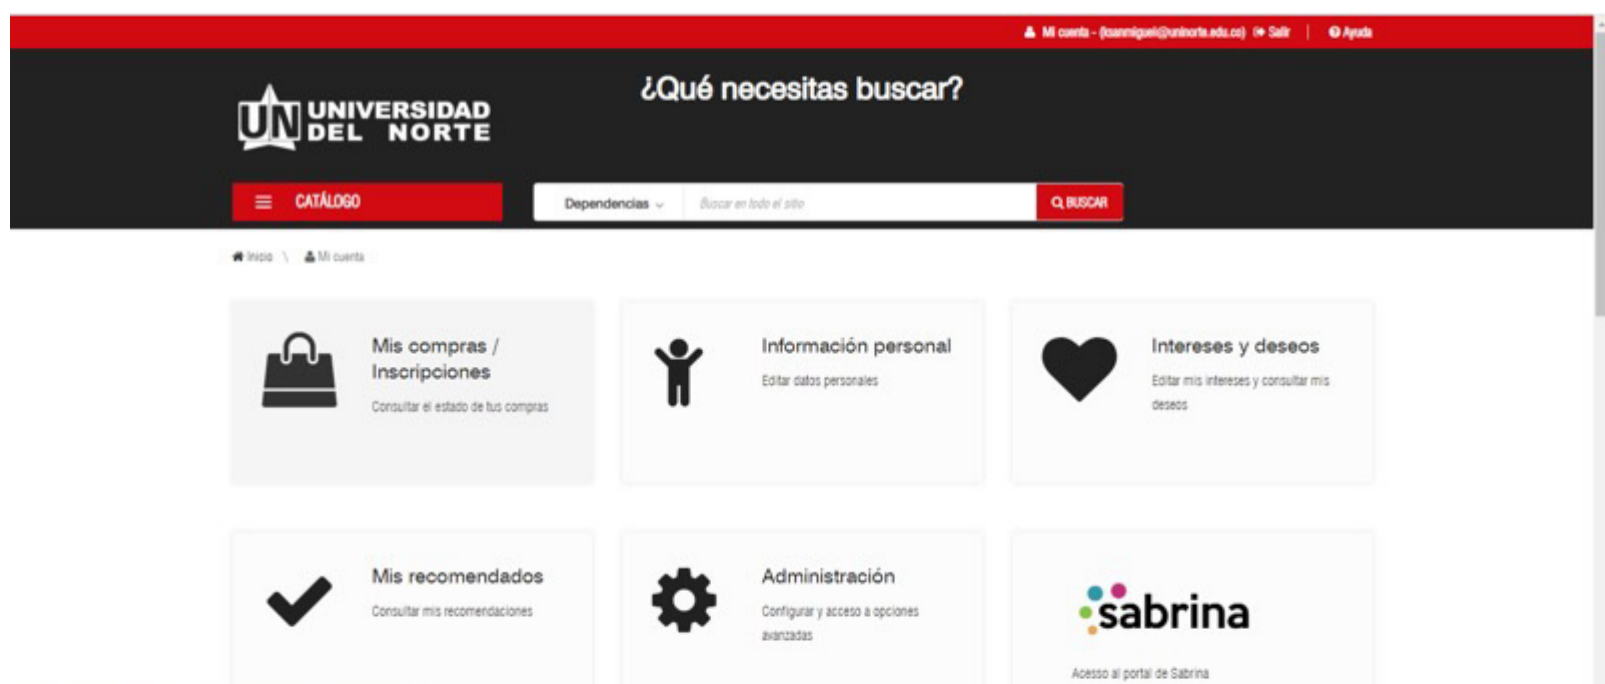 Mi cuenta - (ksanmiguel@uninorte.edu.co) Salir | Ayuda
¿Qué necesitas buscar?
UN UNIVERSIDAD
DEL NORTE
CATÁLOGO
Dependencias Buscar en todo el sitio BUSCAR
Inicio \ Mi cuenta
Mis compras /
Inscripciones
Consultar el estado de tus compras
Información personal
Editar datos personales
Intereses y deseos
Editar mis intereses y consultar mis
deseos
Mis recomendados
Consultar mis recomendaciones
Administración
Configurar y acceso a opciones
avanzadas
sabrina
Acesso al portal de Sabrina